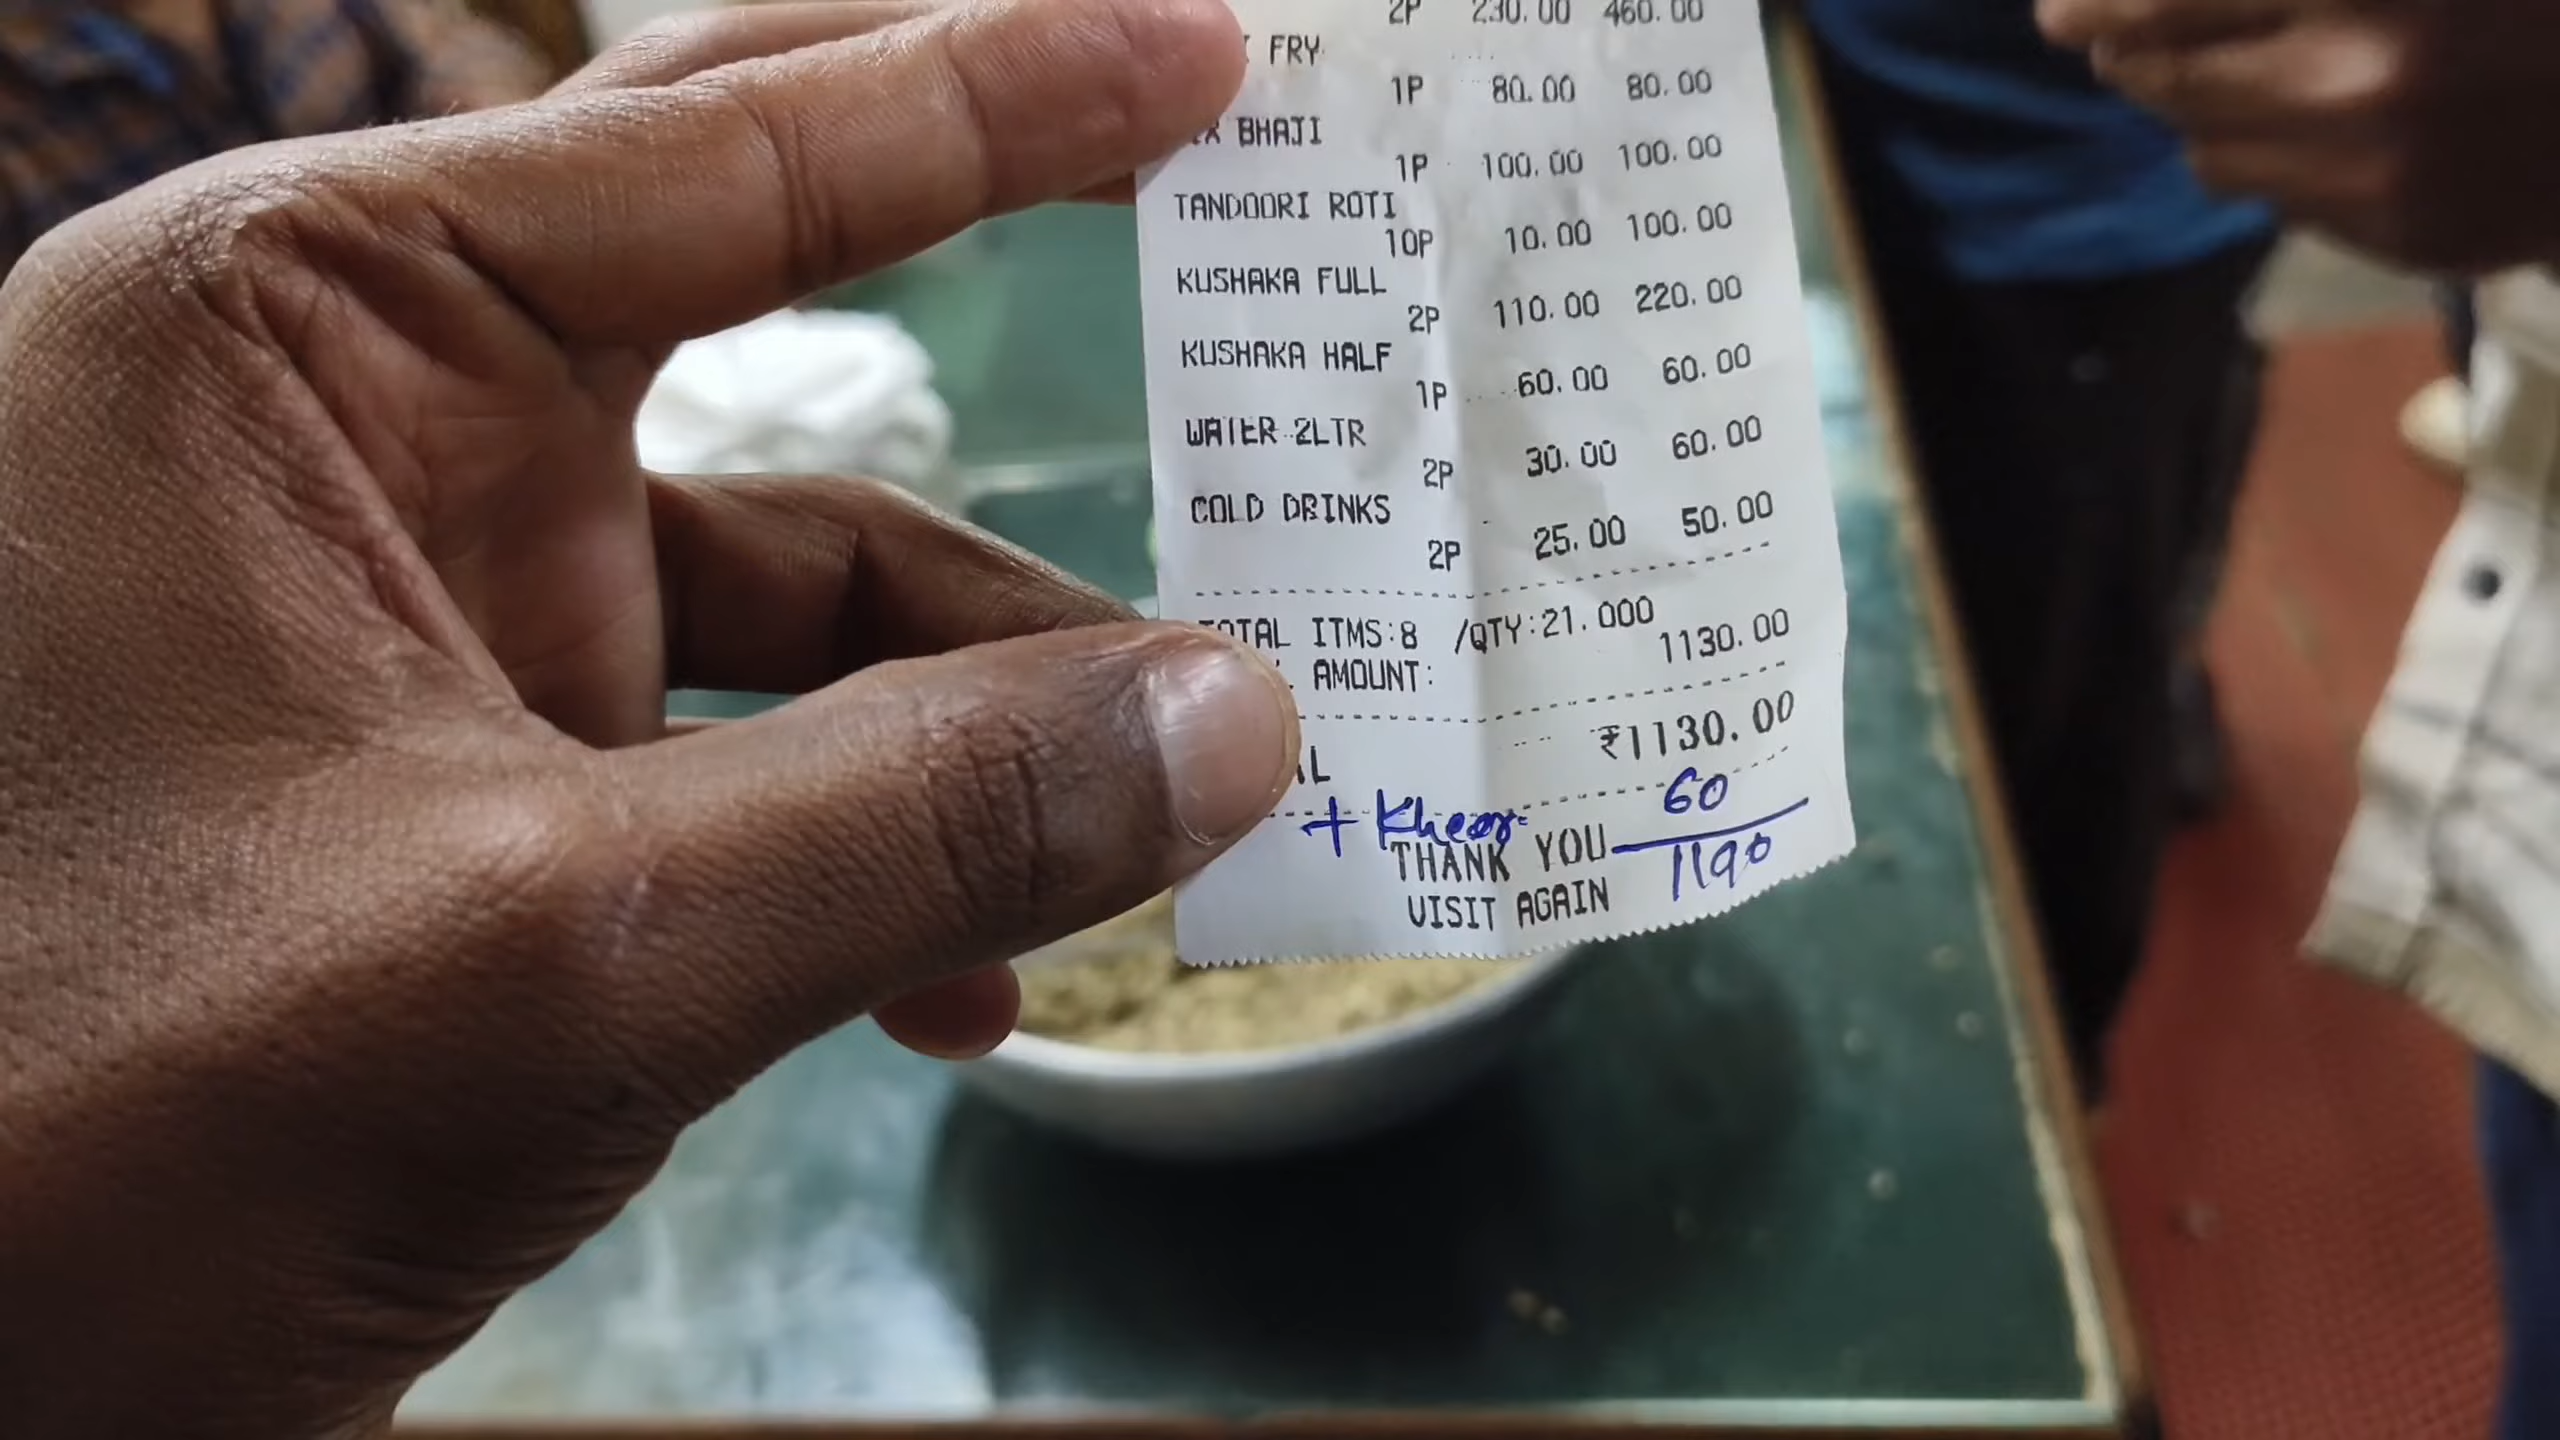 2P 230.00 460.00
FRY
1P 80.00 80.00
BHAJI
1P 100.00 100.00
TANDOORI ROTI
10P 10.00 100.00
KUSHAKA FULL
2P 110.00 220.00
KUSHAKA HALF
1P 60.00 60.00
WATER 2LTR
2P 30.00 60.00
COLD DRINKS
2P 25.00 50.00
TOTAL ITMS:8 /QTY:21.000
AMOUNT: 1130.00
AL ₹1130.00
+ Kheer 60
THANK YOU
1190
VISIT AGAIN